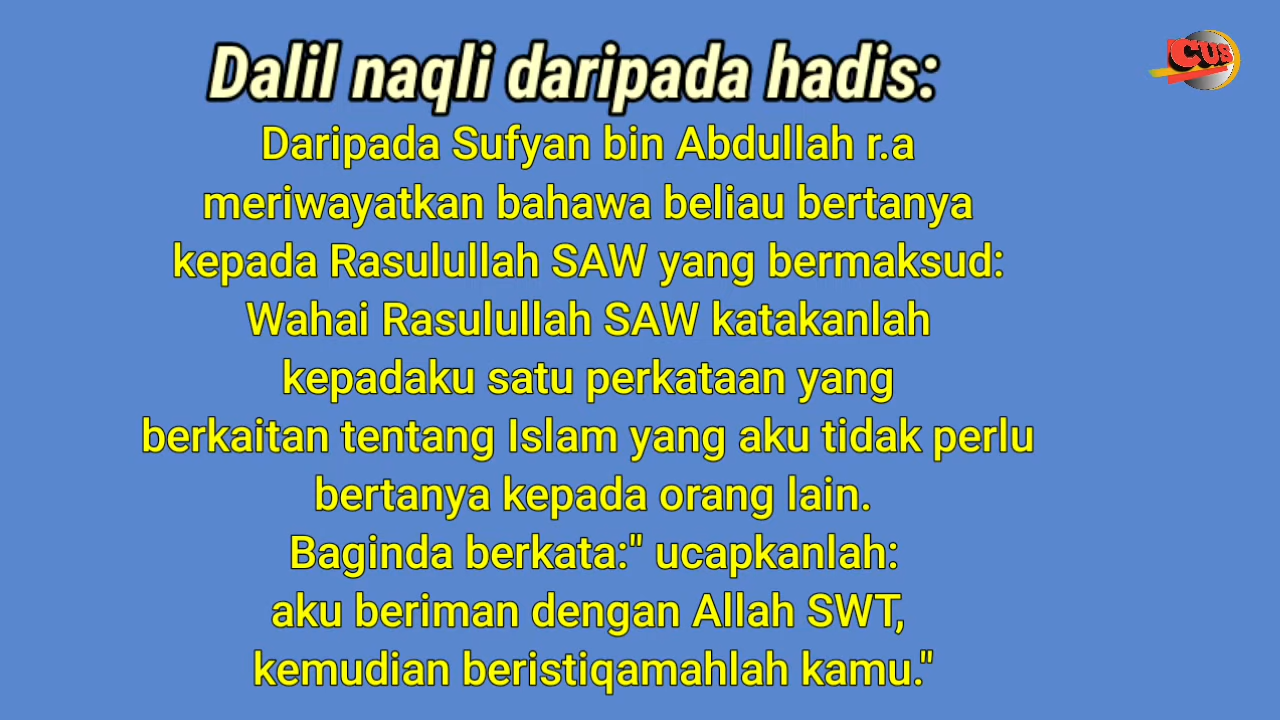 Dalil naqli daripada hadis:
CUS
Daripada Sufyan bin Abdullah r.a
meriwayatkan bahawa beliau bertanya
kepada Rasulullah SAW yang bermaksud:
Wahai Rasulullah SAW katakanlah
kepadaku satu perkataan yang
berkaitan tentang Islam yang aku tidak perlu
bertanya kepada orang lain.
Baginda berkata:" ucapkanlah:
aku beriman dengan Allah SWT,
kemudian beristiqamahlah kamu."